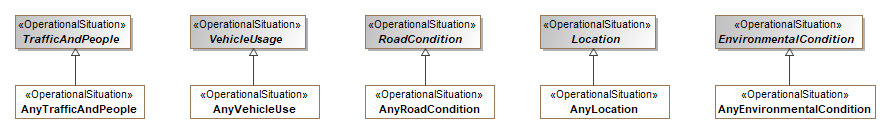 «OperationalSituation»
TrafficAndPeople
«OperationalSituation»
VehicleUsage
«OperationalSituation»
RoadCondition
«OperationalSituation»
Location
«OperationalSituation»
EnvironmentalCondition
«OperationalSituation»
AnyTrafficAndPeople
«OperationalSituation»
AnyVehicleUse
«OperationalSituation»
AnyRoadCondition
«OperationalSituation»
AnyLocation
«OperationalSituation»
AnyEnvironmentalCondition